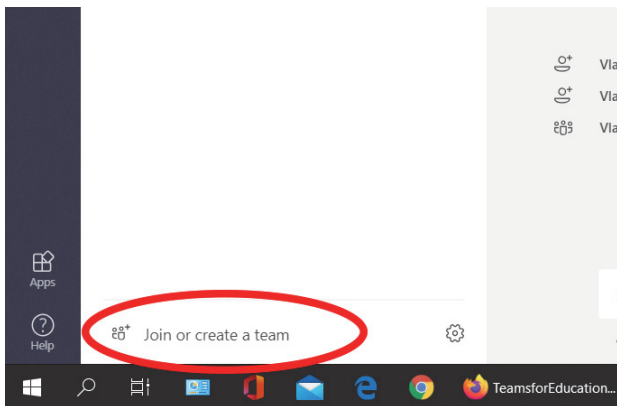 Vla
Vla
Vla
Apps
Join or create a team
Help
TeamsforEducation...